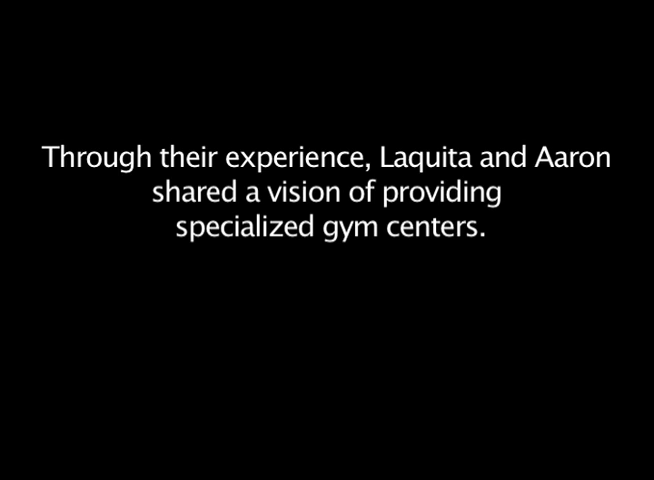 Through their experience, Laquita and Aaron
shared a vision of providing
specialized gym centers.